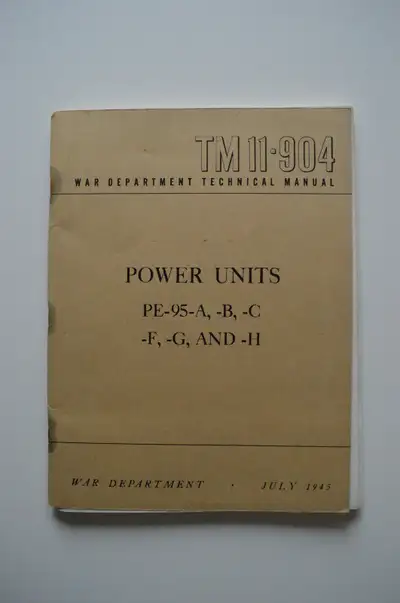 TM 11-904
WAR DEPARTMENT TECHNICAL MANUAL
POWER UNITS
PE-95-A, -B, -C
-F, -G, AND -H
WAR DEPARTMENT · JULY 1945